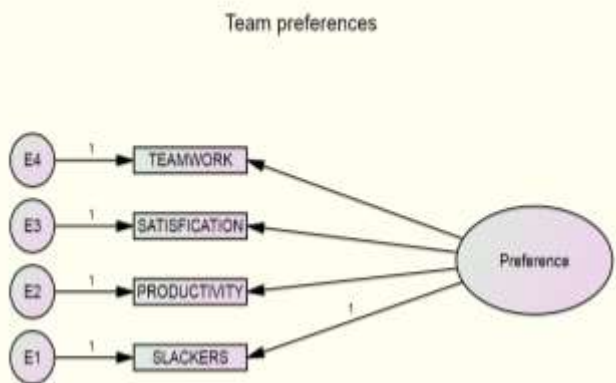 Team preferences
E4 1 TEAMWORK
E3 1 SATISFICATION
Preference
E2 1 PRODUCTIVITY
1
E1 1 SLACKERS